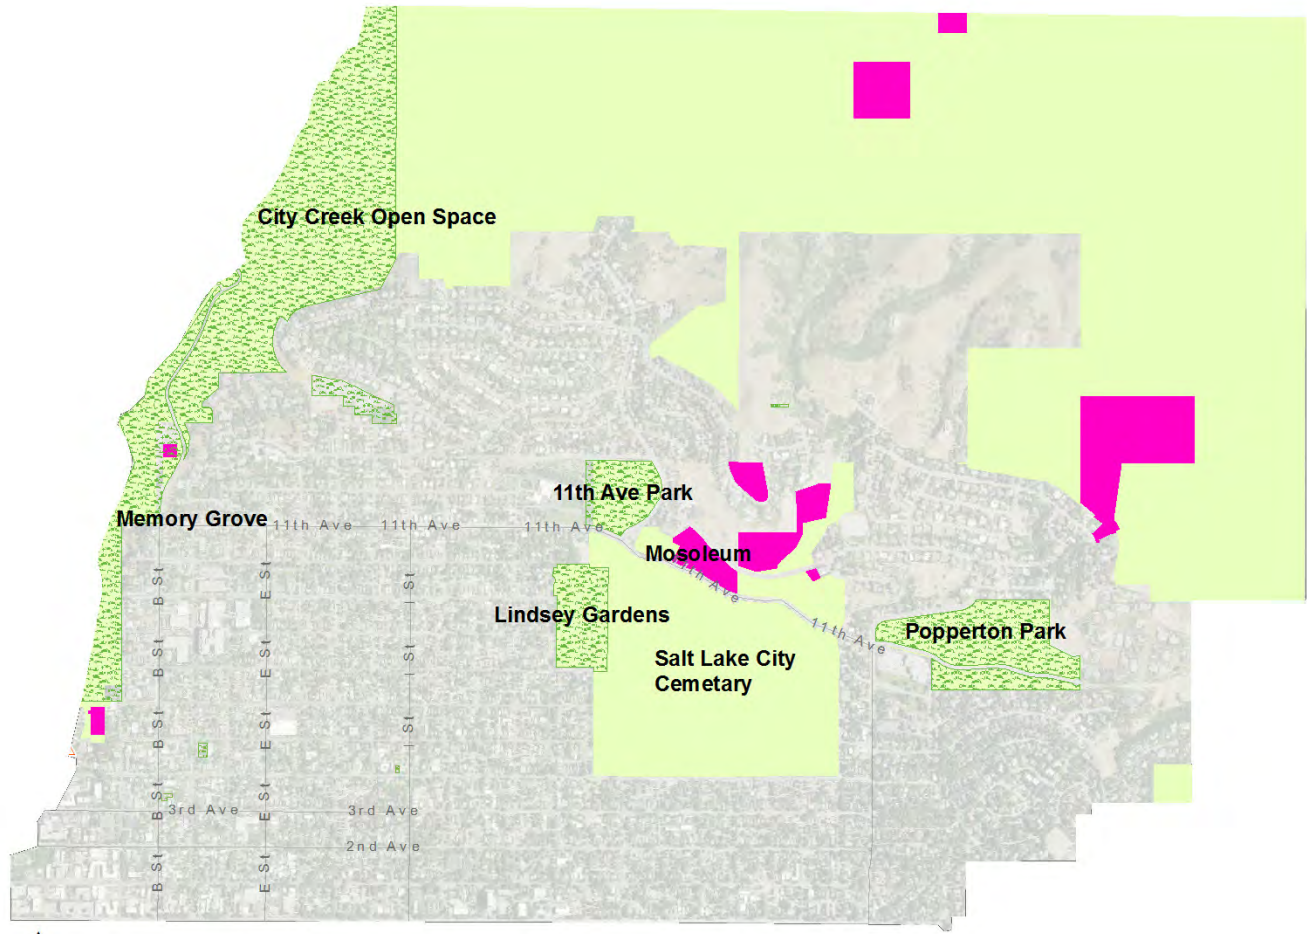 City Creek Open Space
11th Ave Park
Memory Grove
11th Ave
11th Ave
11th Ave
Mosoleum
11th Ave
B St
E St
I St
Lindsey Gardens
11th Ave
Popperton Park
B St
E St
I St
Salt Lake City
Cemetary
B St
E St
I St
B St
E St
3rd Ave
3rd Ave
2nd Ave
B St
E St